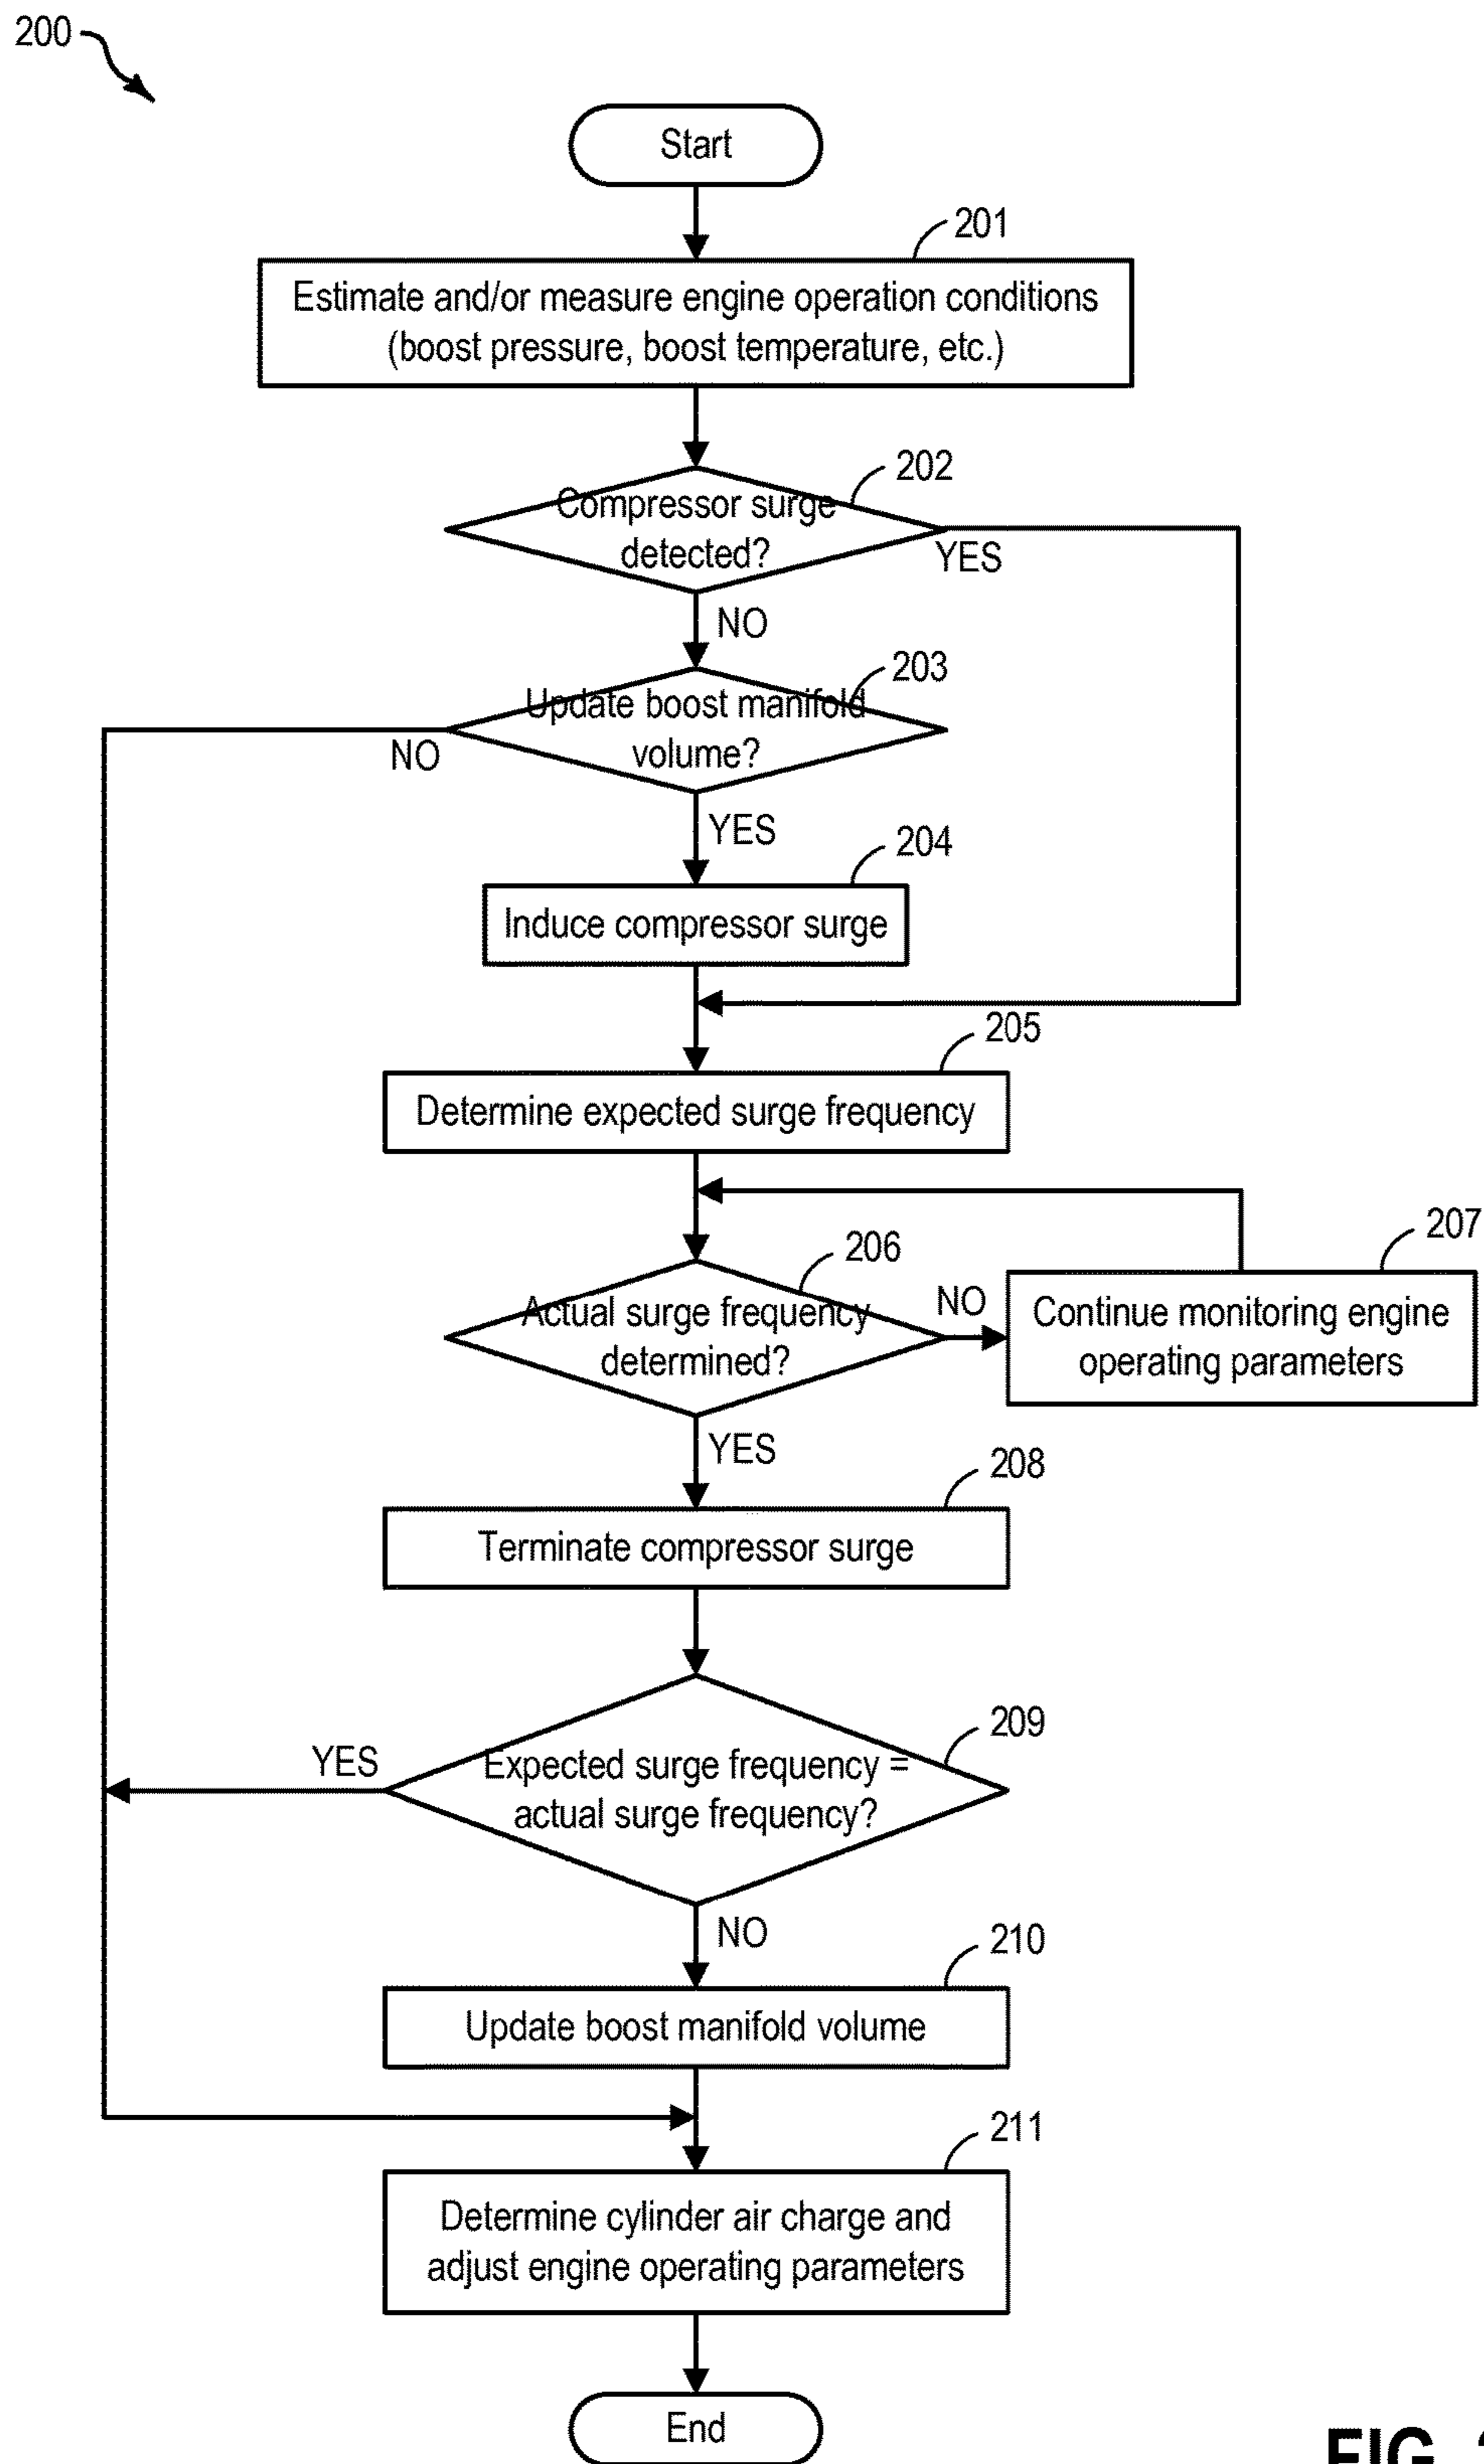 200
Start
201
Estimate and/or measure engine operation conditions
(boost pressure, boost temperature, etc.)
202
Compressor surge
detected?
YES
NO
203
Update boost manifold
volume?
NO
YES
204
Induce compressor surge
205
Determine expected surge frequency
206
Actual surge frequency
determined?
NO
207
Continue monitoring engine
operating parameters
YES
208
Terminate compressor surge
209
Expected surge frequency =
actual surge frequency?
YES
NO
210
Update boost manifold volume
211
Determine cylinder air charge and
adjust engine operating parameters
End
FIG.